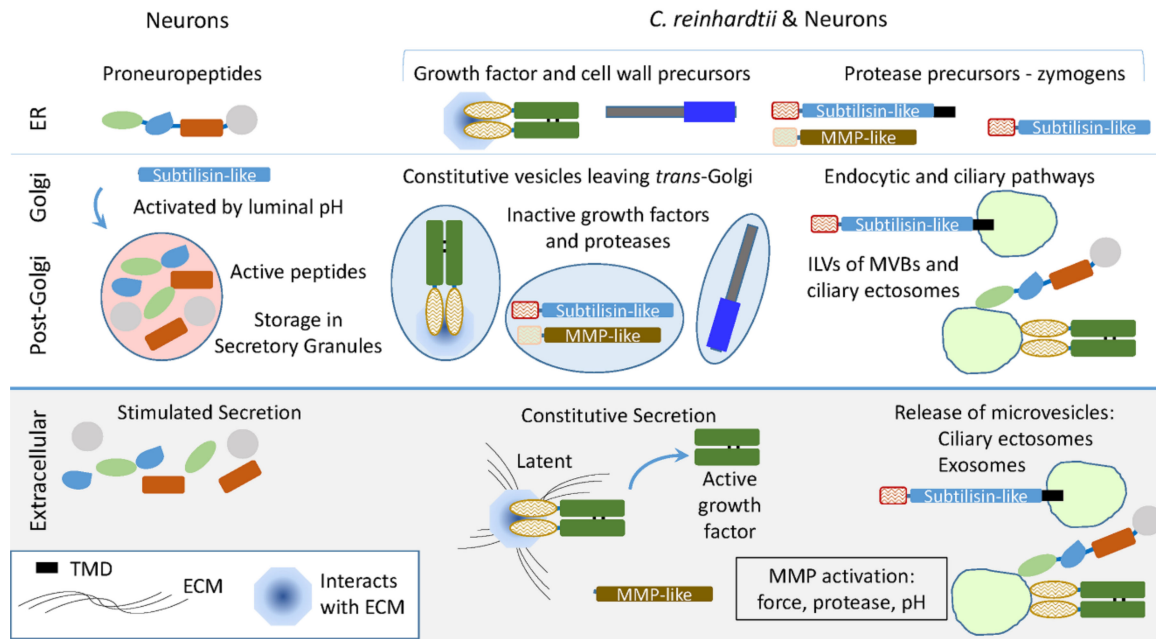 Neurons
C. reinhardtii & Neurons
Proneuropeptides
Growth factor and cell wall precursors
Protease precursors - zymogens
ER
Subtilisin-like
MMP-like
Subtilisin-like
Golgi
Subtilisin-like
Activated by luminal pH
Constitutive vesicles leaving trans-Golgi
Inactive growth factors
and proteases
Endocytic and ciliary pathways
Subtilisin-like
Post-Golgi
Active peptides
Storage in
Secretory Granules
Subtilisin-like
MMP-like
ILVs of MVBs and
ciliary ectosomes
Extracellular
Stimulated Secretion
Constitutive Secretion
Latent
Active
growth
factor
MMP-like
Release of microvesicles:
Ciliary ectosomes
Exosomes
Subtilisin-like
MMP activation:
force, protease, pH
TMD
ECM
Interacts
with ECM